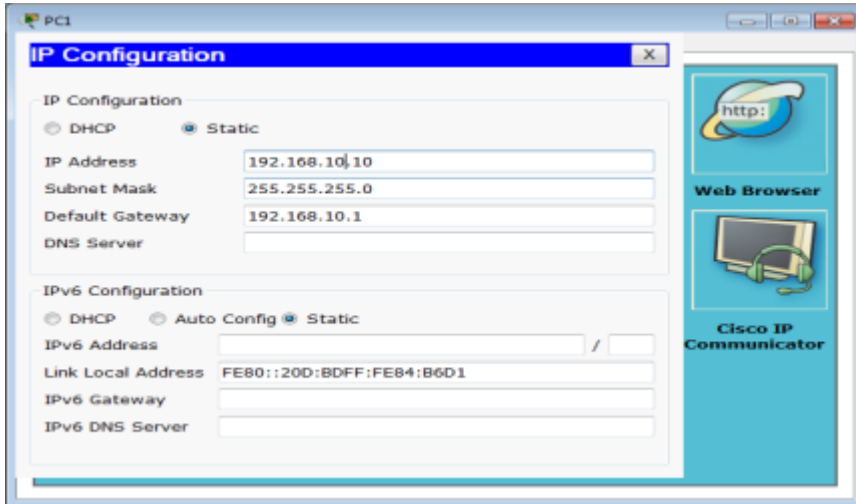 PC1
IP Configuration
X
IP Configuration
DHCP Static
IP Address 192.168.10.10
Subnet Mask 255.255.255.0
Default Gateway 192.168.10.1
DNS Server
IPv6 Configuration
DHCP Auto Config Static
IPv6 Address /
Link Local Address FE80::20D:BDFF:FE84:B6D1
IPv6 Gateway
IPv6 DNS Server
http:
Web Browser
Cisco IP
Communicator